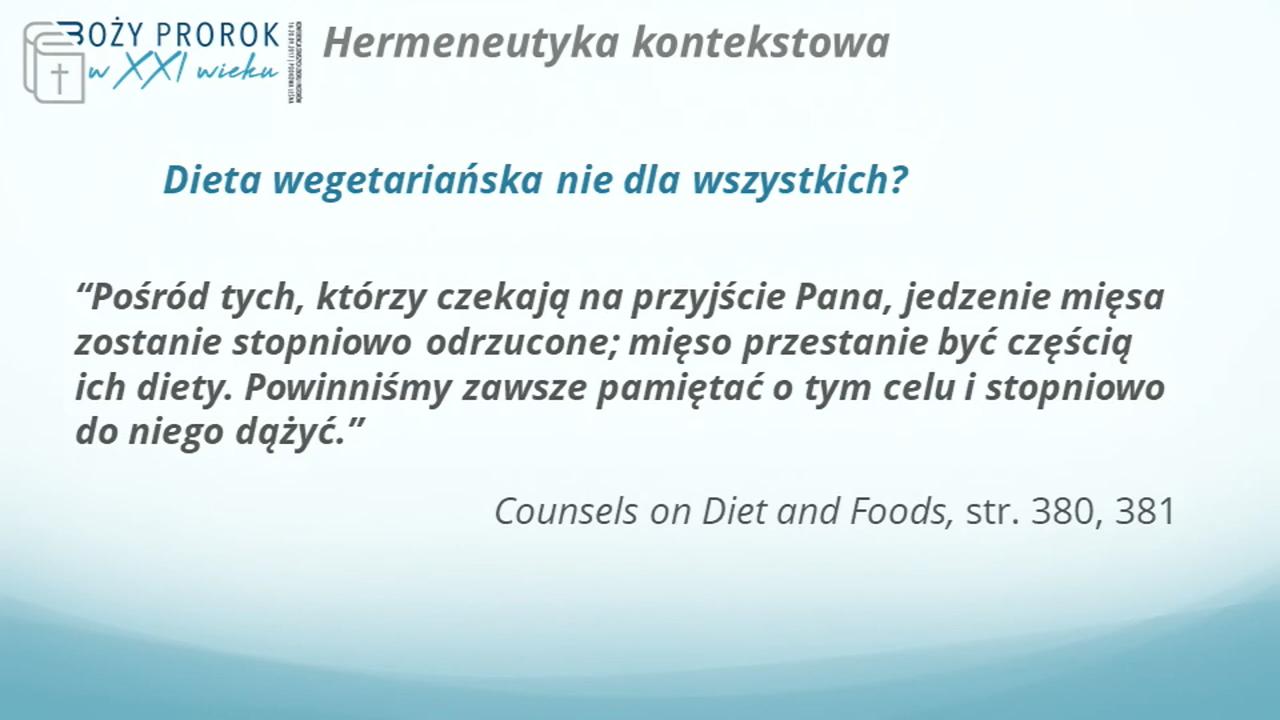 BOŻY PROROK
w XXI wieku
Hermeneutyka kontekstowa
Dieta wegetariańska nie dla wszystkich?
“Pośród tych, którzy czekają na przyjście Pana, jedzenie mięsa
zostanie stopniowo odrzucone; mięso przestanie być częścią
ich diety. Powinniśmy zawsze pamiętać o tym celu i stopniowo
do niego dążyć.”
Counsels on Diet and Foods, str. 380, 381